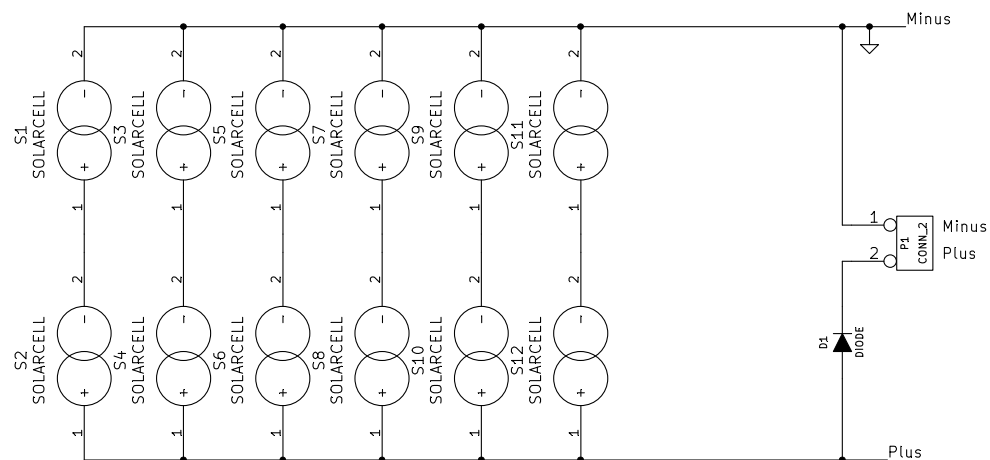 Minus
2 2 2 2 2 2
S1 SOLARCELL
S3 SOLARCELL
S5 SOLARCELL
S7 SOLARCELL
S9 SOLARCELL
S11 SOLARCELL
- - - - - -
+ + + + + +
1 1 1 1 1 1
1 Minus
2 Plus
P1
CONN_2
2 2 2 2 2 2
S2 SOLARCELL
S4 SOLARCELL
S6 SOLARCELL
S8 SOLARCELL
S10 SOLARCELL
S12 SOLARCELL
- - - - - -
+ + + + + +
D1
DIODE
1 1 1 1 1 1
Plus